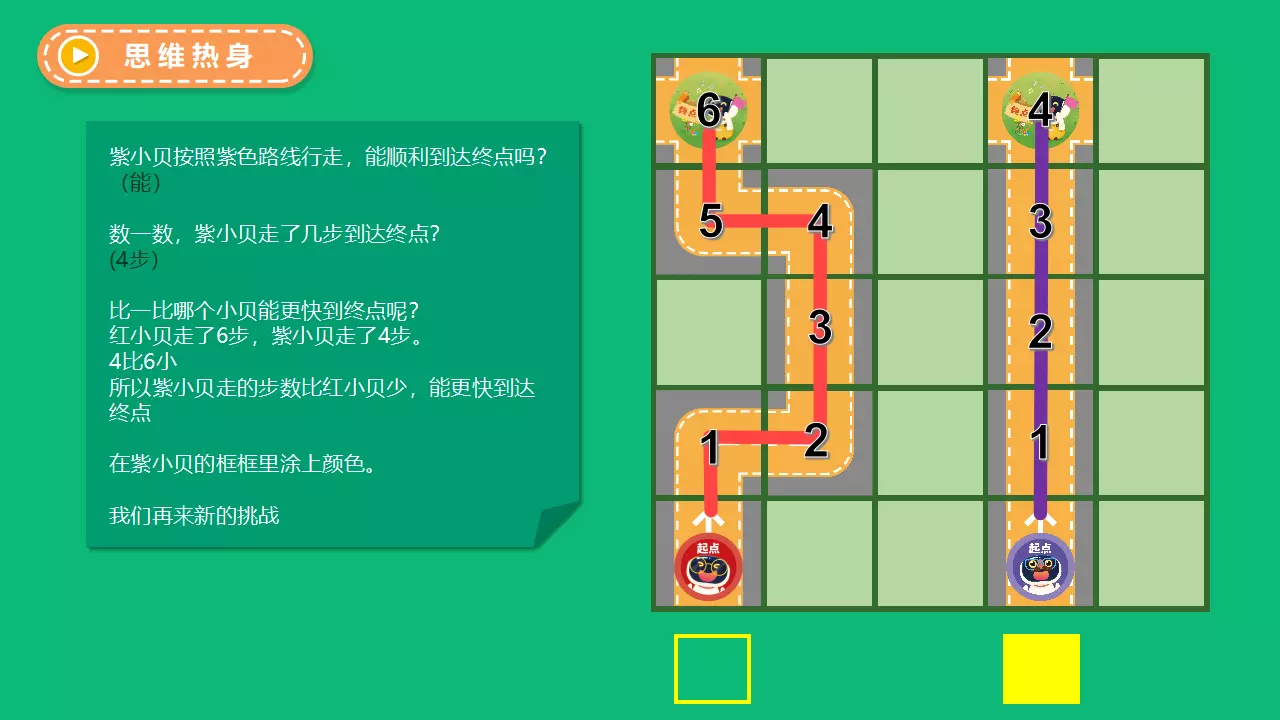 思维热身
紫小贝按照紫色路线行走，能顺利到达终点吗？
（能）
数一数，紫小贝走了几步到达终点？
(4步）
比一比哪个小贝能更快到终点呢？
红小贝走了6步，紫小贝走了4步。
4比6小
所以紫小贝走的步数比红小贝少，能更快到达
终点
在紫小贝的框框里涂上颜色。
我们再来新的挑战
6
4
5
4
3
3
2
1
2
1
起点
起点